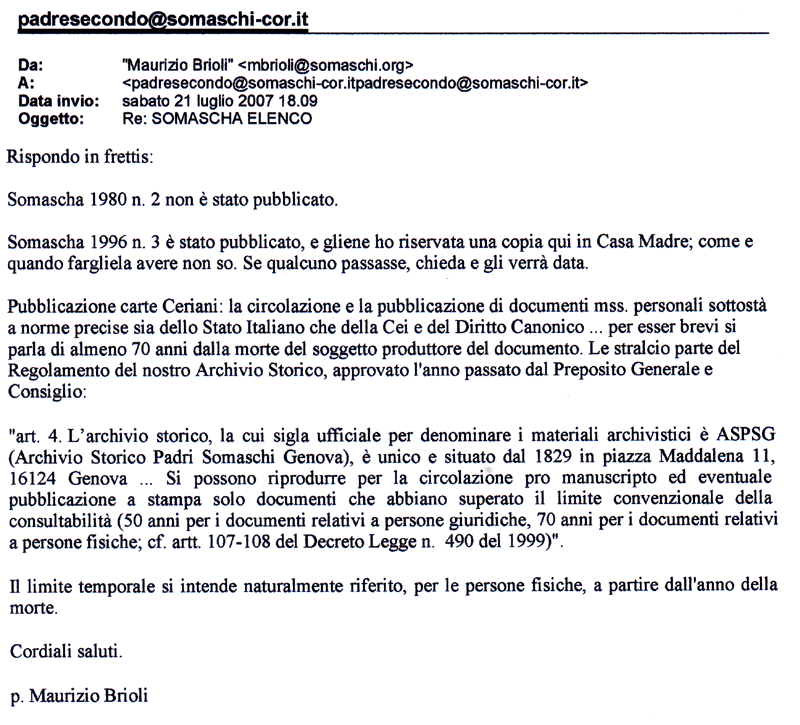 padresecondo@somaschi-cor.it
Da: "Maurizio Brioli" <mbrioli@somaschi.org>
A: <padresecondo@somaschi-cor.itpadresecondo@somaschi-cor.it>
Data invio: sabato 21 luglio 2007 18.09
Oggetto: Re: SOMASCHA ELENCO
Rispondo in frettis:
Somascha 1980 n. 2 non è stato pubblicato.
Somascha 1996 n. 3 è stato pubblicato, e gliene ho riservata una copia qui in Casa Madre; come e
quando fargliela avere non so. Se qualcuno passasse, chieda e gli verrà data.
Pubblicazione carte Ceriani: la circolazione e la pubblicazione di documenti mss. personali sottostà
a norme precise sia dello Stato Italiano che della Cei e del Diritto Canonico ... per esser brevi si
parla di almeno 70 anni dalla morte del soggetto produttore del documento. Le stralcio parte del
Regolamento del nostro Archivio Storico, approvato l'anno passato dal Preposito Generale e
Consiglio:
"art. 4. L’archivio storico, la cui sigla ufficiale per denominare i materiali archivistici è ASPSG
(Archivio Storico Padri Somaschi Genova), è unico e situato dal 1829 in piazza Maddalena 11,
16124 Genova ... Si possono riprodurre per la circolazione pro manuscripto ed eventuale
pubblicazione a stampa solo documenti che abbiano superato il limite convenzionale della
consultabilità (50 anni per i documenti relativi a persone giuridiche, 70 anni per i documenti relativi
a persone fisiche; cf. artt. 107-108 del Decreto Legge n. 490 del 1999)".
Il limite temporale si intende naturalmente riferito, per le persone fisiche, a partire dall'anno della
morte.
Cordiali saluti.
p. Maurizio Brioli